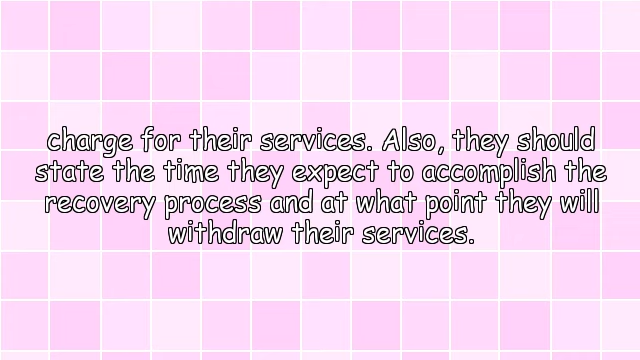 charge for their services. Also, they should
state the time they expect to accomplish the
recovery process and at what point they will
withdraw their services.